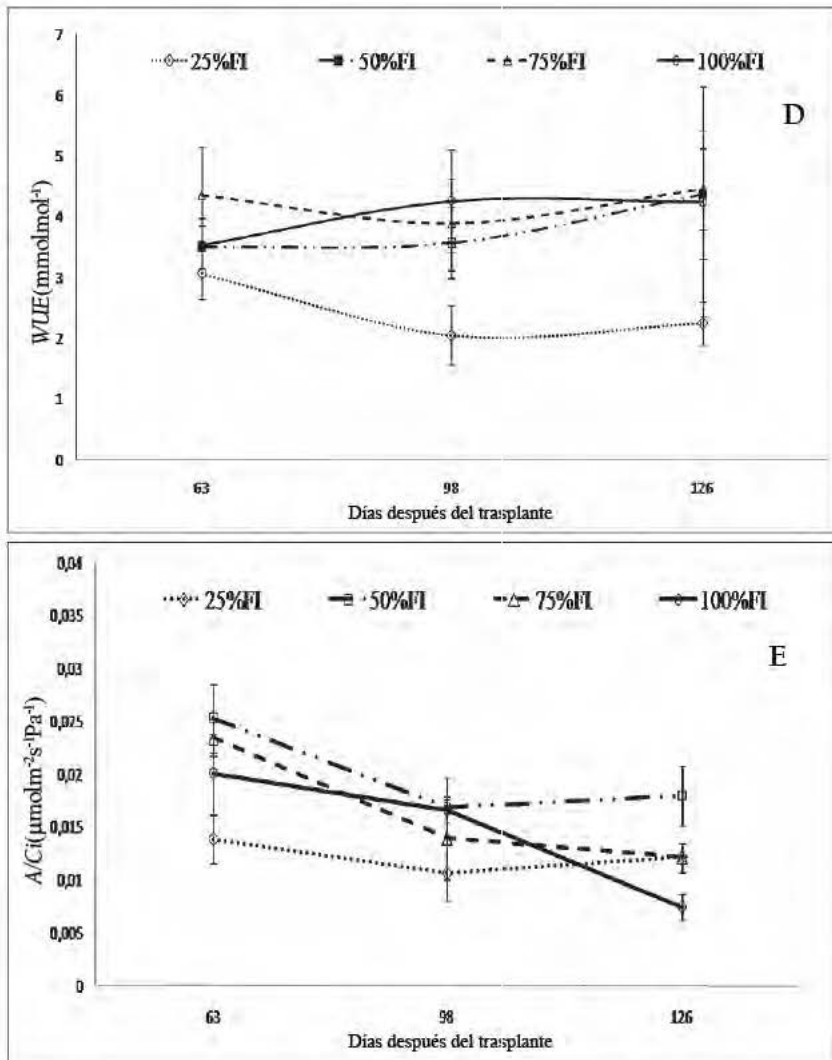 7
25%FI 50%FI 75%FI 100%FI
6
D
5
4
3
2
1
0
WUE(mmolmol⁻¹)
63 98 126
Días después del trasplante
0,04
25%FI 50%FI 75%FI 100%FI
0,035
E
0,03
0,025
0,02
0,015
0,01
0,005
0
A/Ci(µmolm⁻²s⁻¹Pa⁻¹)
63 98 126
Días después del trasplante